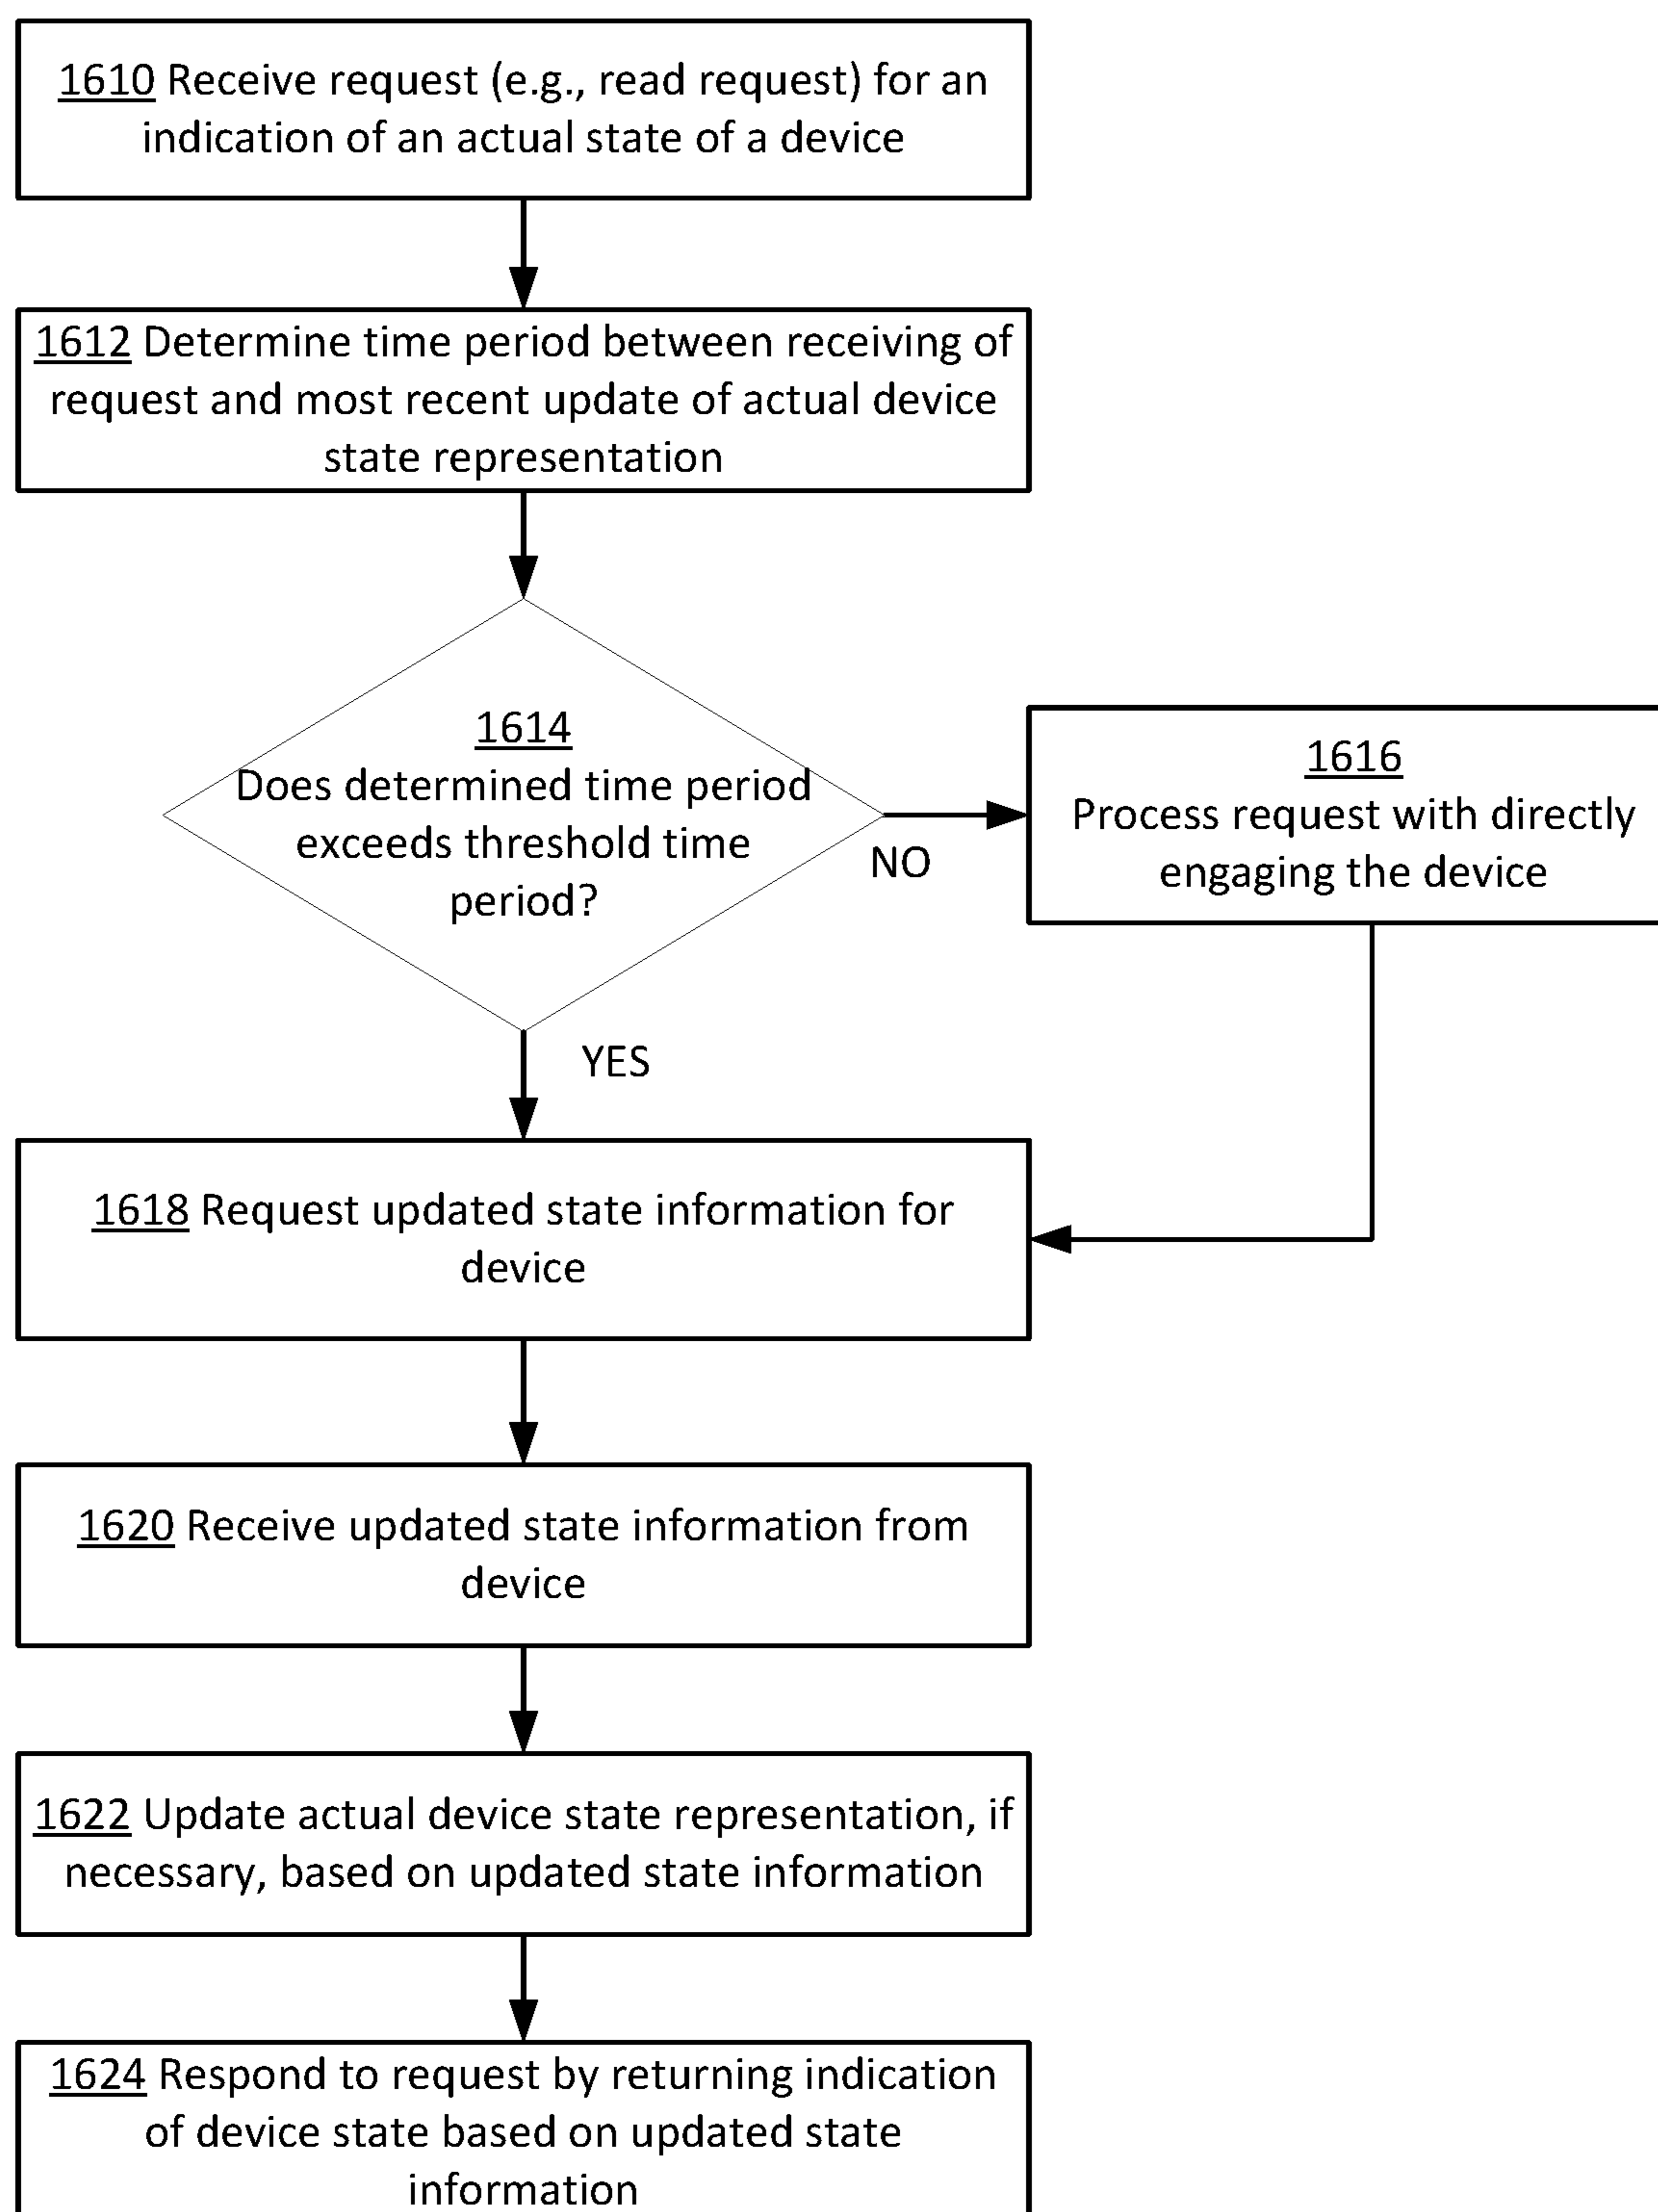 1610 Receive request (e.g., read request) for an
indication of an actual state of a device
1612 Determine time period between receiving of
request and most recent update of actual device
state representation
1614
Does determined time period
exceeds threshold time
period?
NO
1616
Process request with directly
engaging the device
YES
1618 Request updated state information for
device
1620 Receive updated state information from
device
1622 Update actual device state representation, if
necessary, based on updated state information
1624 Respond to request by returning indication
of device state based on updated state
information